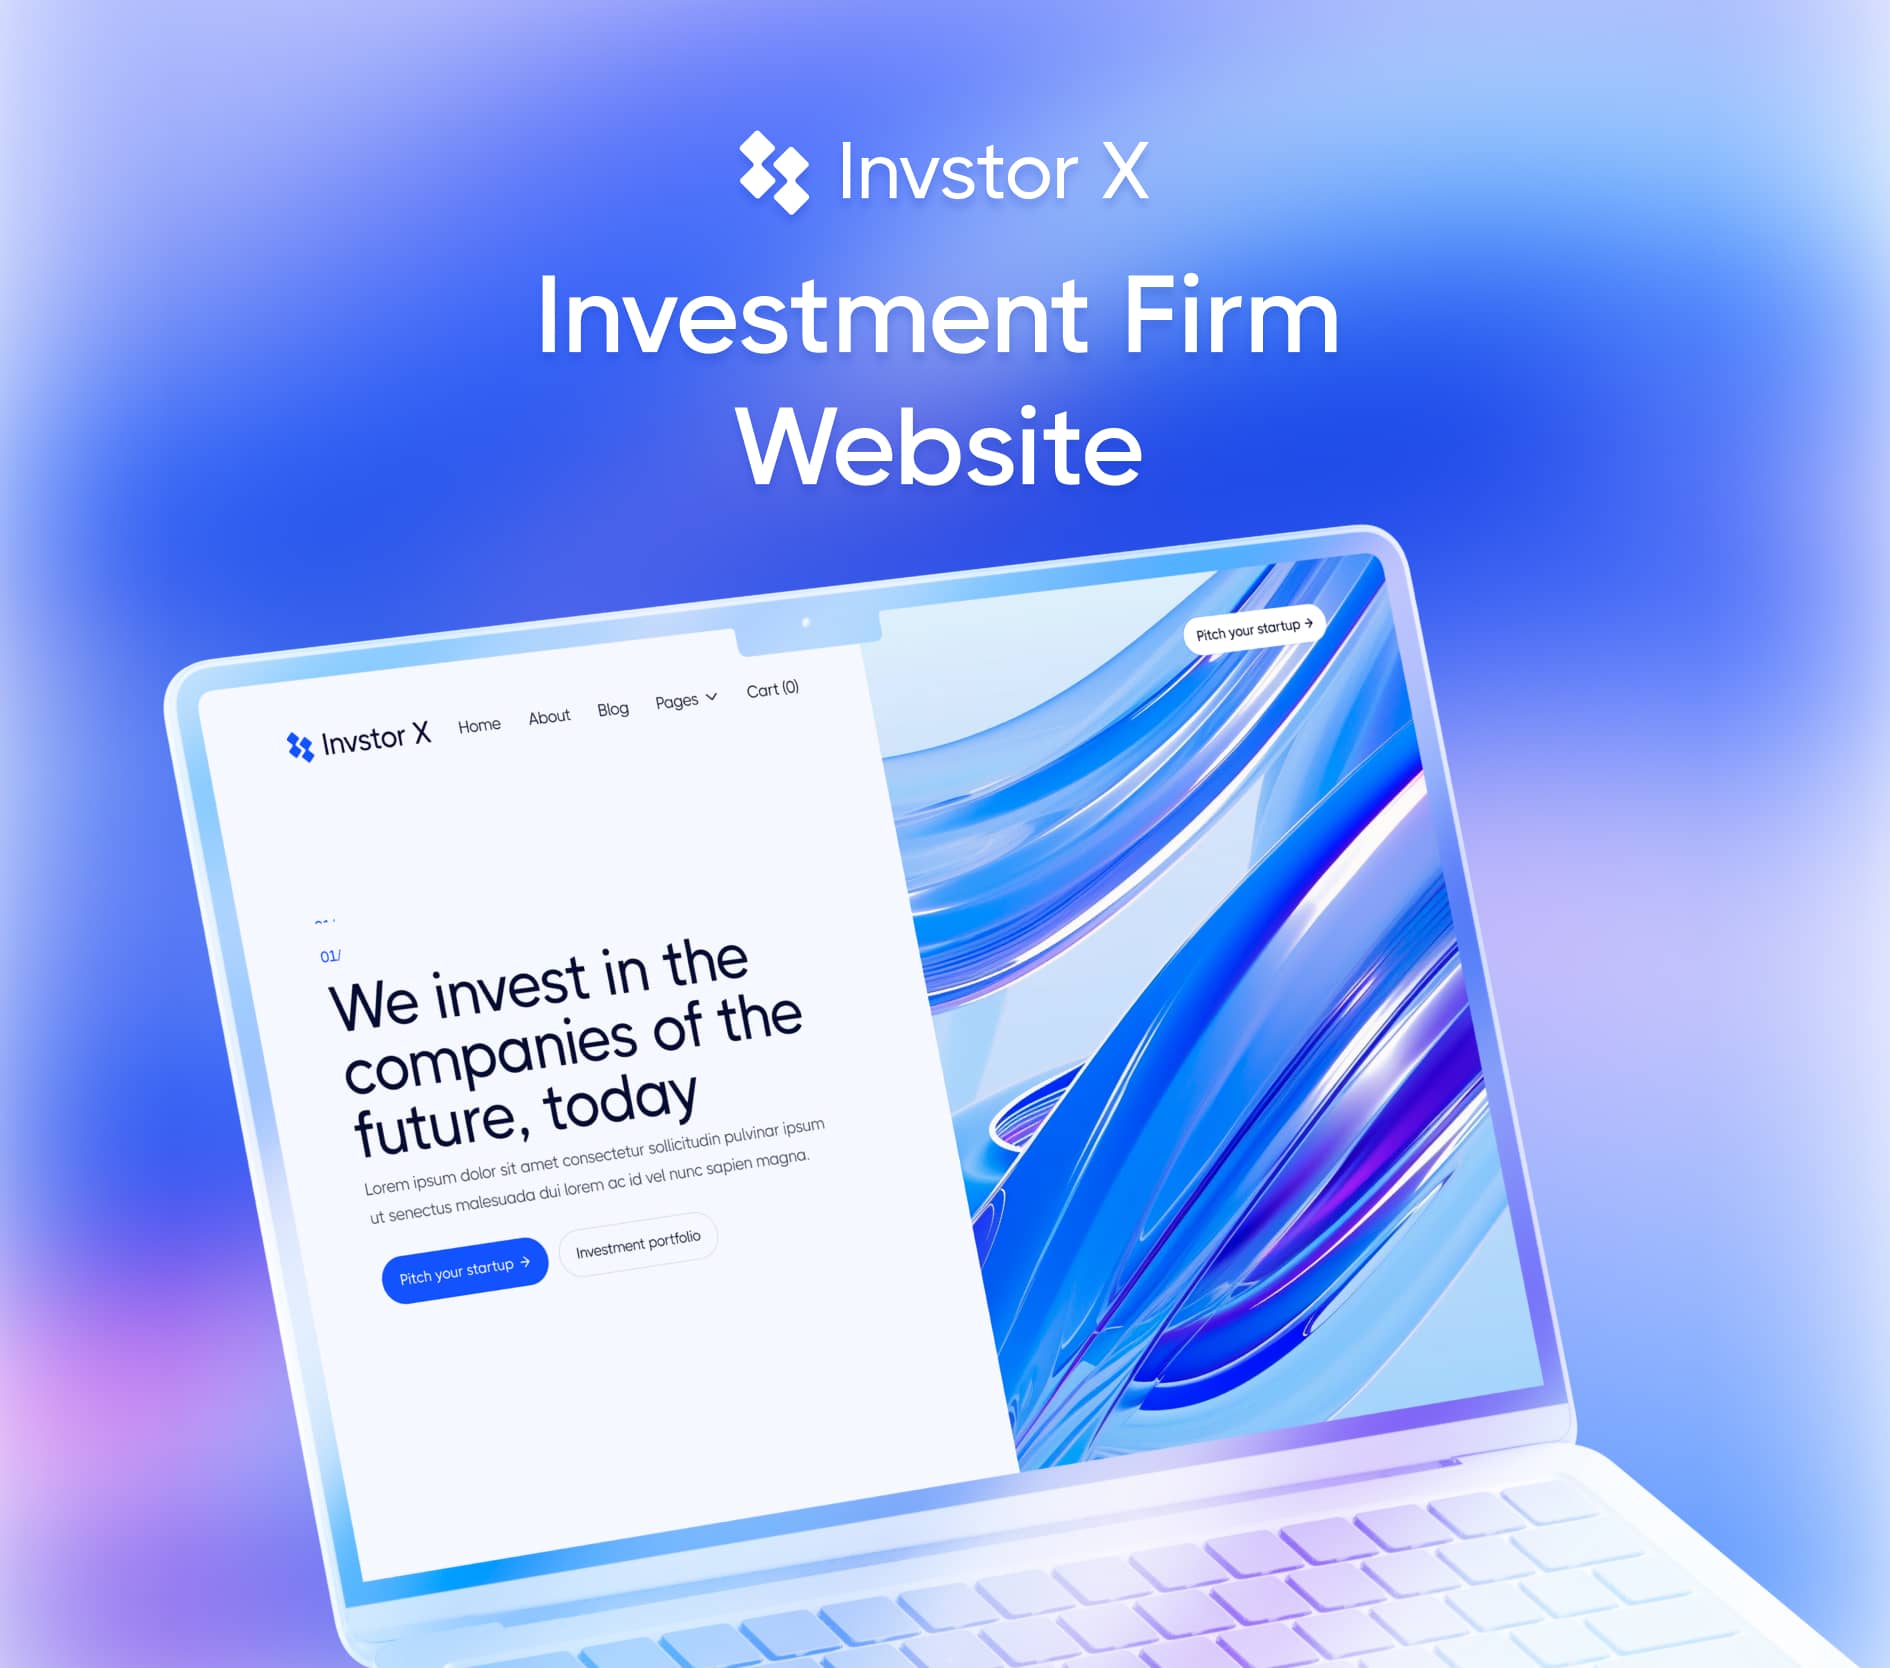 Invstor X
Investment Firm
Website
Pitch your startup →
Invstor X Home About Blog Pages Cart (0)
01/
We invest in the
companies of the
future, today
Lorem ipsum dolor sit amet consectetur sollicitudin pulvinar ipsum
ut senectus malesuada dui lorem ac id vel nunc sapien magna.
Pitch your startup → Investment portfolio